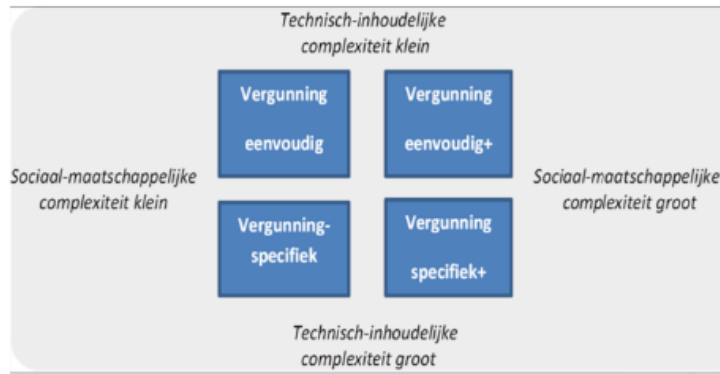 Technisch-inhoudelijke
complexiteit klein
Vergunning
eenvoudig
Vergunning
eenvoudig+
Sociaal-maatschappelijke
complexiteit klein
Sociaal-maatschappelijke
complexiteit groot
Vergunning-
specifiek
Vergunning
specifiek+
Technisch-inhoudelijke
complexiteit groot